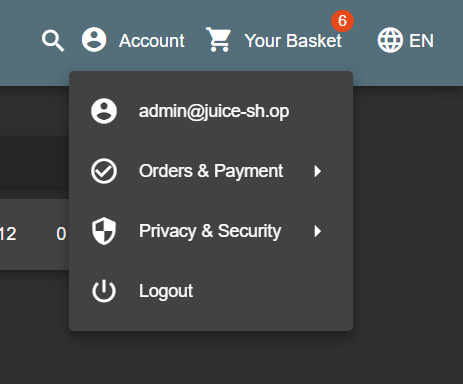 6
Account Your Basket EN
admin@juice-sh.op
Orders & Payment
Privacy & Security
12 0
Logout